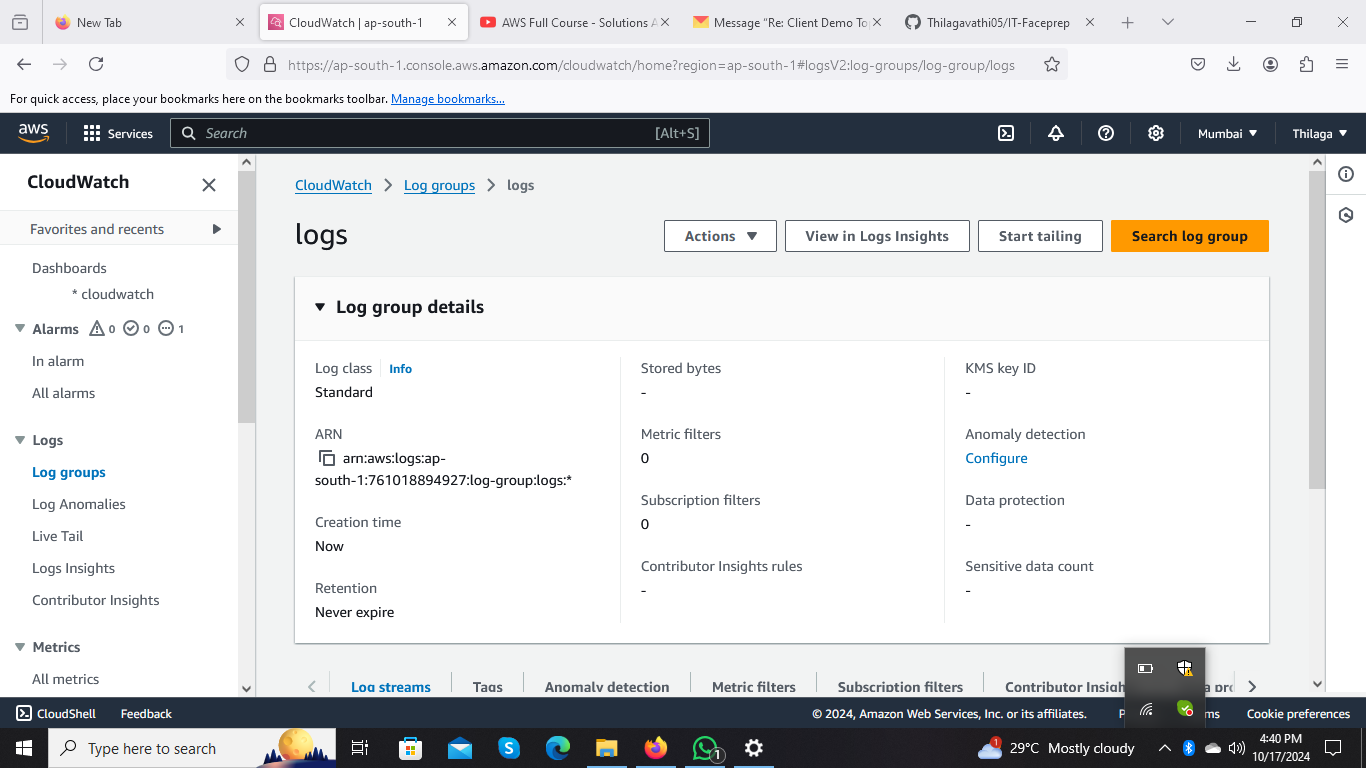 New Tab
CloudWatch | ap-south-1
AWS Full Course - Solutions A
Message "Re: Client Demo To
Thilagavathi05/IT-Faceprep
https://ap-south-1.console.aws.amazon.com/cloudwatch/home?region=ap-south-1#logsV2:log-groups/log-group/logs
For quick access, place your bookmarks here on the bookmarks toolbar. Manage bookmarks...
aws
Services
Search
[Alt+S]
Mumbai
Thilaga
CloudWatch
Favorites and recents
Dashboards
* cloudwatch
Alarms 0 0 1
In alarm
All alarms
Logs
Log groups
Log Anomalies
Live Tail
Logs Insights
Contributor Insights
Metrics
All metrics
CloudWatch > Log groups > logs
logs
Actions
View in Logs Insights
Start tailing
Search log group
Log group details
Log class
Info
Standard
ARN
arn:aws:logs:ap-
south-1:761018894927:log-group:logs:*
Creation time
Now
Retention
Never expire
Stored bytes
-
Metric filters
0
Subscription filters
0
Contributor Insights rules
-
KMS key ID
-
Anomaly detection
Configure
Data protection
-
Sensitive data count
-
Log streams
Tags
Anomaly detection
Metric filters
Subscription filters
Contributor Insigh
CloudShell
Feedback
© 2024, Amazon Web Services, Inc. or its affiliates.
Cookie preferences
Type here to search
1
29°C Mostly cloudy
4:40 PM
10/17/2024